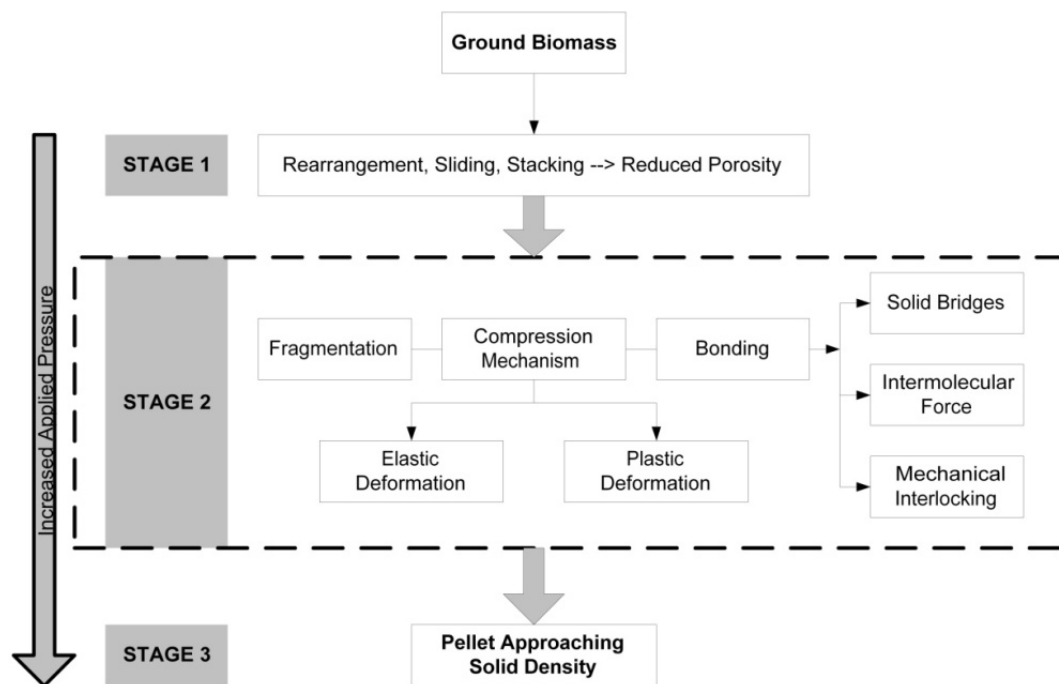 Ground Biomass
STAGE 1
Rearrangement, Sliding, Stacking --> Reduced Porosity
Increased Applied Pressure
STAGE 2
Fragmentation
Compression
Mechanism
Bonding
Solid Bridges
Intermolecular
Force
Mechanical
Interlocking
Elastic
Deformation
Plastic
Deformation
STAGE 3
Pellet Approaching
Solid Density